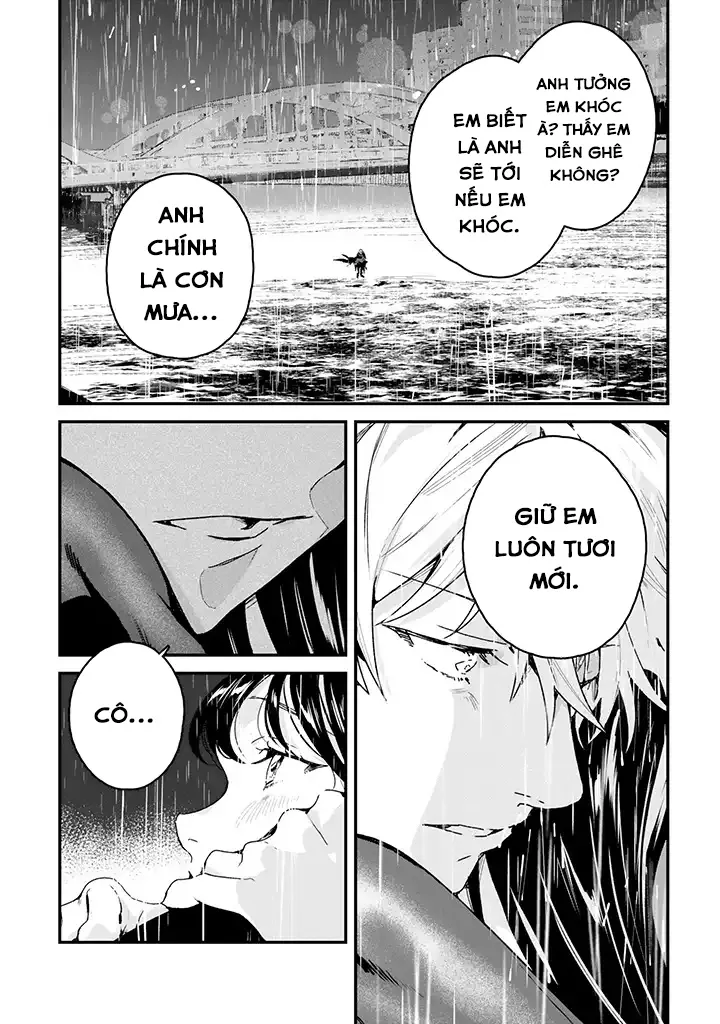 ANH TƯỞNG
EM KHÓC
À? THẤY EM
DIỄN GHÊ
KHÔNG?
EM BIẾT
LÀ ANH
SẼ TỚI
NẾU EM
KHÓC.
ANH
CHÍNH
LÀ CƠN
MƯA...
GIỮ EM
LUÔN TƯƠI
MỚI.
CÔ...